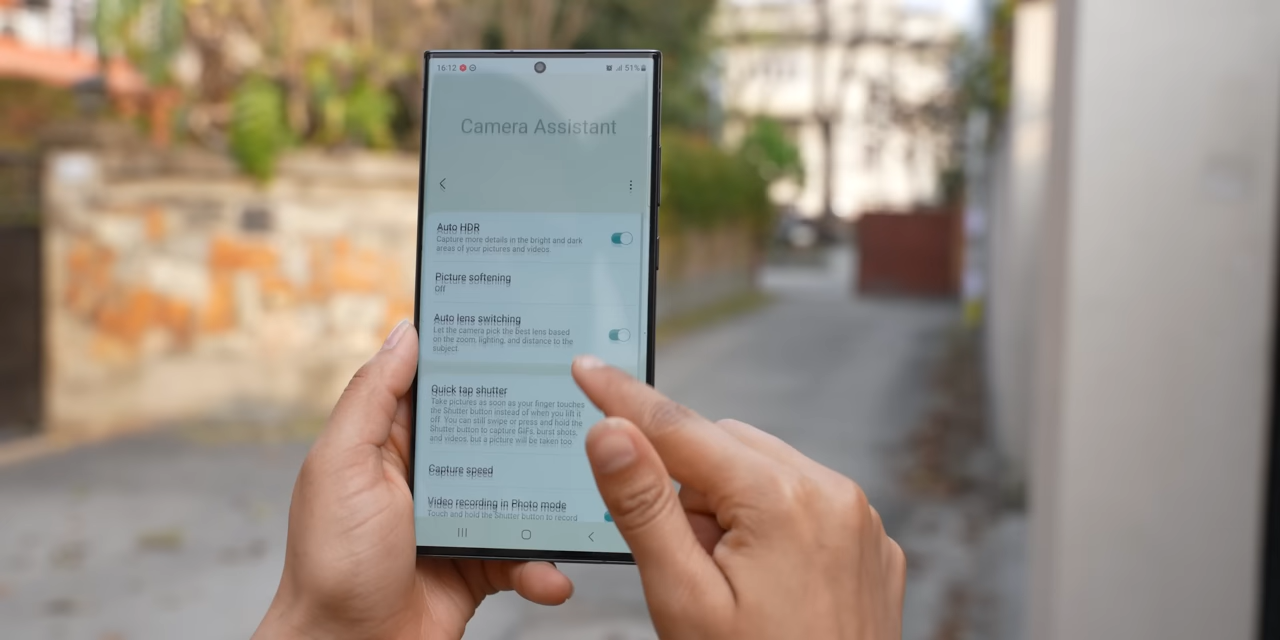 16:12
51%
Camera Assistant
Auto HDR
Capture more details in the bright and dark
areas of your pictures and videos.
Picture softening
Off
Auto lens switching
Let the camera pick the best lens based
on the zoom, lighting, and distance to the
subject.
Quick tap shutter
Take pictures as soon as your finger touches
the Shutter button instead of when you lift it
off. You can still swipe or press and hold the
Shutter button to capture GIFs, burst shots,
and videos, but a picture will be taken too.
Capture speed
Video recording in Photo mode
Touch and hold the Shutter button to record